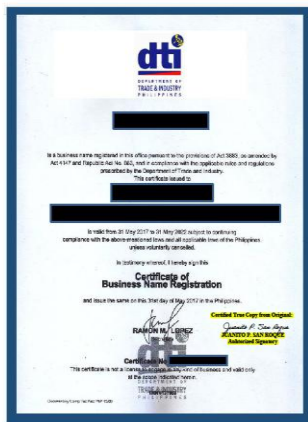 dti
DEPARTMENT OF
TRADE & INDUSTRY
PHILIPPINES
is a business name registered in this office pursuant to the provisions of Act 3883, as amended by
Act 4147 and Republic Act No. 863, and in compliance with the applicable rules and regulations
prescribed by the Department of Trade and Industry.
This certificate issued to
is valid from 31 May 2017 to 31 May 2022 subject to continuing
compliance with the above-mentioned laws and all applicable laws of the Philippines
unless voluntarily cancelled.
In testimony whereof, I hereby sign this
Certificate of
Business Name Registration
and issue the same on this 31st day of May 2017 in the Philippines.
Certified True Copy from Original:
Juanito P. San Roque
RAMON M. LOPEZ
JUANITO P. SAN ROQUE
Authorized Signatory
Certificate No
This certificate is not a license to engage in any kind of business and valid only
at the scope indicated herein.
DEPARTMENT OF
PHILIPPINES